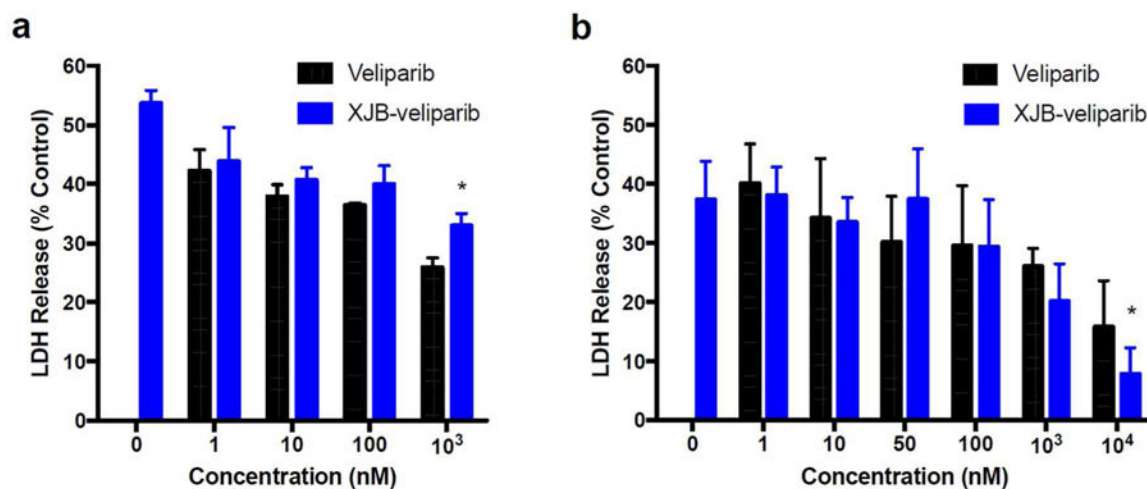 a
60
50
40
30
20
10
0
LDH Release (% Control)
Veliparib
XJB-veliparib
*
0 1 10 100 10³
Concentration (nM)
b
60
50
40
30
20
10
0
LDH Release (% Control)
Veliparib
XJB-veliparib
*
0 1 10 50 100 10³ 10⁴
Concentration (nM)